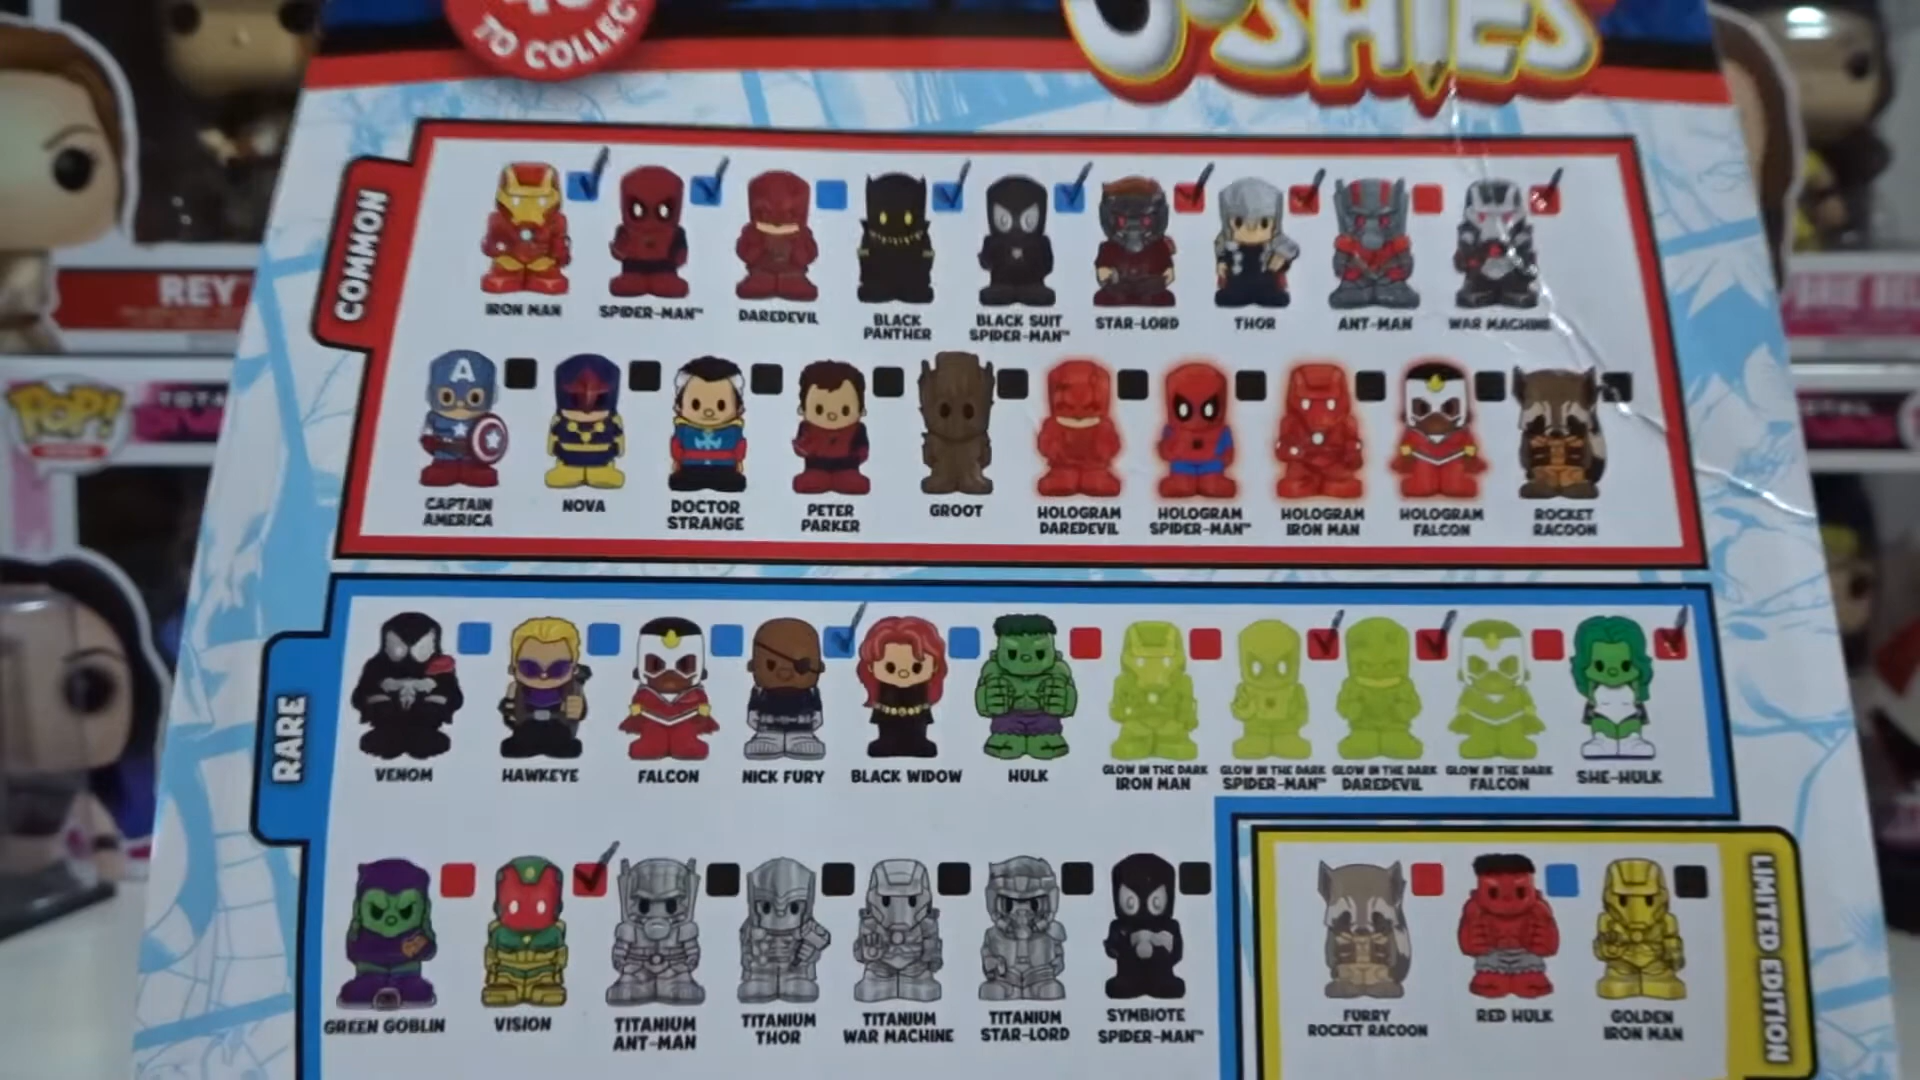 TO COLLECT
COMMON
IRON MAN
SPIDER-MAN™
DAREDEVIL
BLACK
PANTHER
BLACK SUIT
SPIDER-MAN™
STAR-LORD
THOR
ANT-MAN
WAR MACHINE
A
CAPTAIN
AMERICA
NOVA
DOCTOR
STRANGE
PETER
PARKER
GROOT
HOLOGRAM
DAREDEVIL
HOLOGRAM
SPIDER-MAN™
HOLOGRAM
IRON MAN
HOLOGRAM
FALCON
ROCKET
RACOON
RARE
VENOM
HAWKEYE
FALCON
NICK FURY
BLACK WIDOW
HULK
GLOW IN THE DARK
IRON MAN
GLOW IN THE DARK
SPIDER-MAN™
GLOW IN THE DARK
DAREDEVIL
GLOW IN THE DARK
FALCON
SHE-HULK
GREEN GOBLIN
VISION
TITANIUM
ANT-MAN
TITANIUM
THOR
TITANIUM
WAR MACHINE
TITANIUM
STAR-LORD
SYMBIOTE
SPIDER-MAN™
LIMITED EDITION
FURRY
ROCKET RACOON
RED HULK
GOLDEN
IRON MAN
REY
POP!